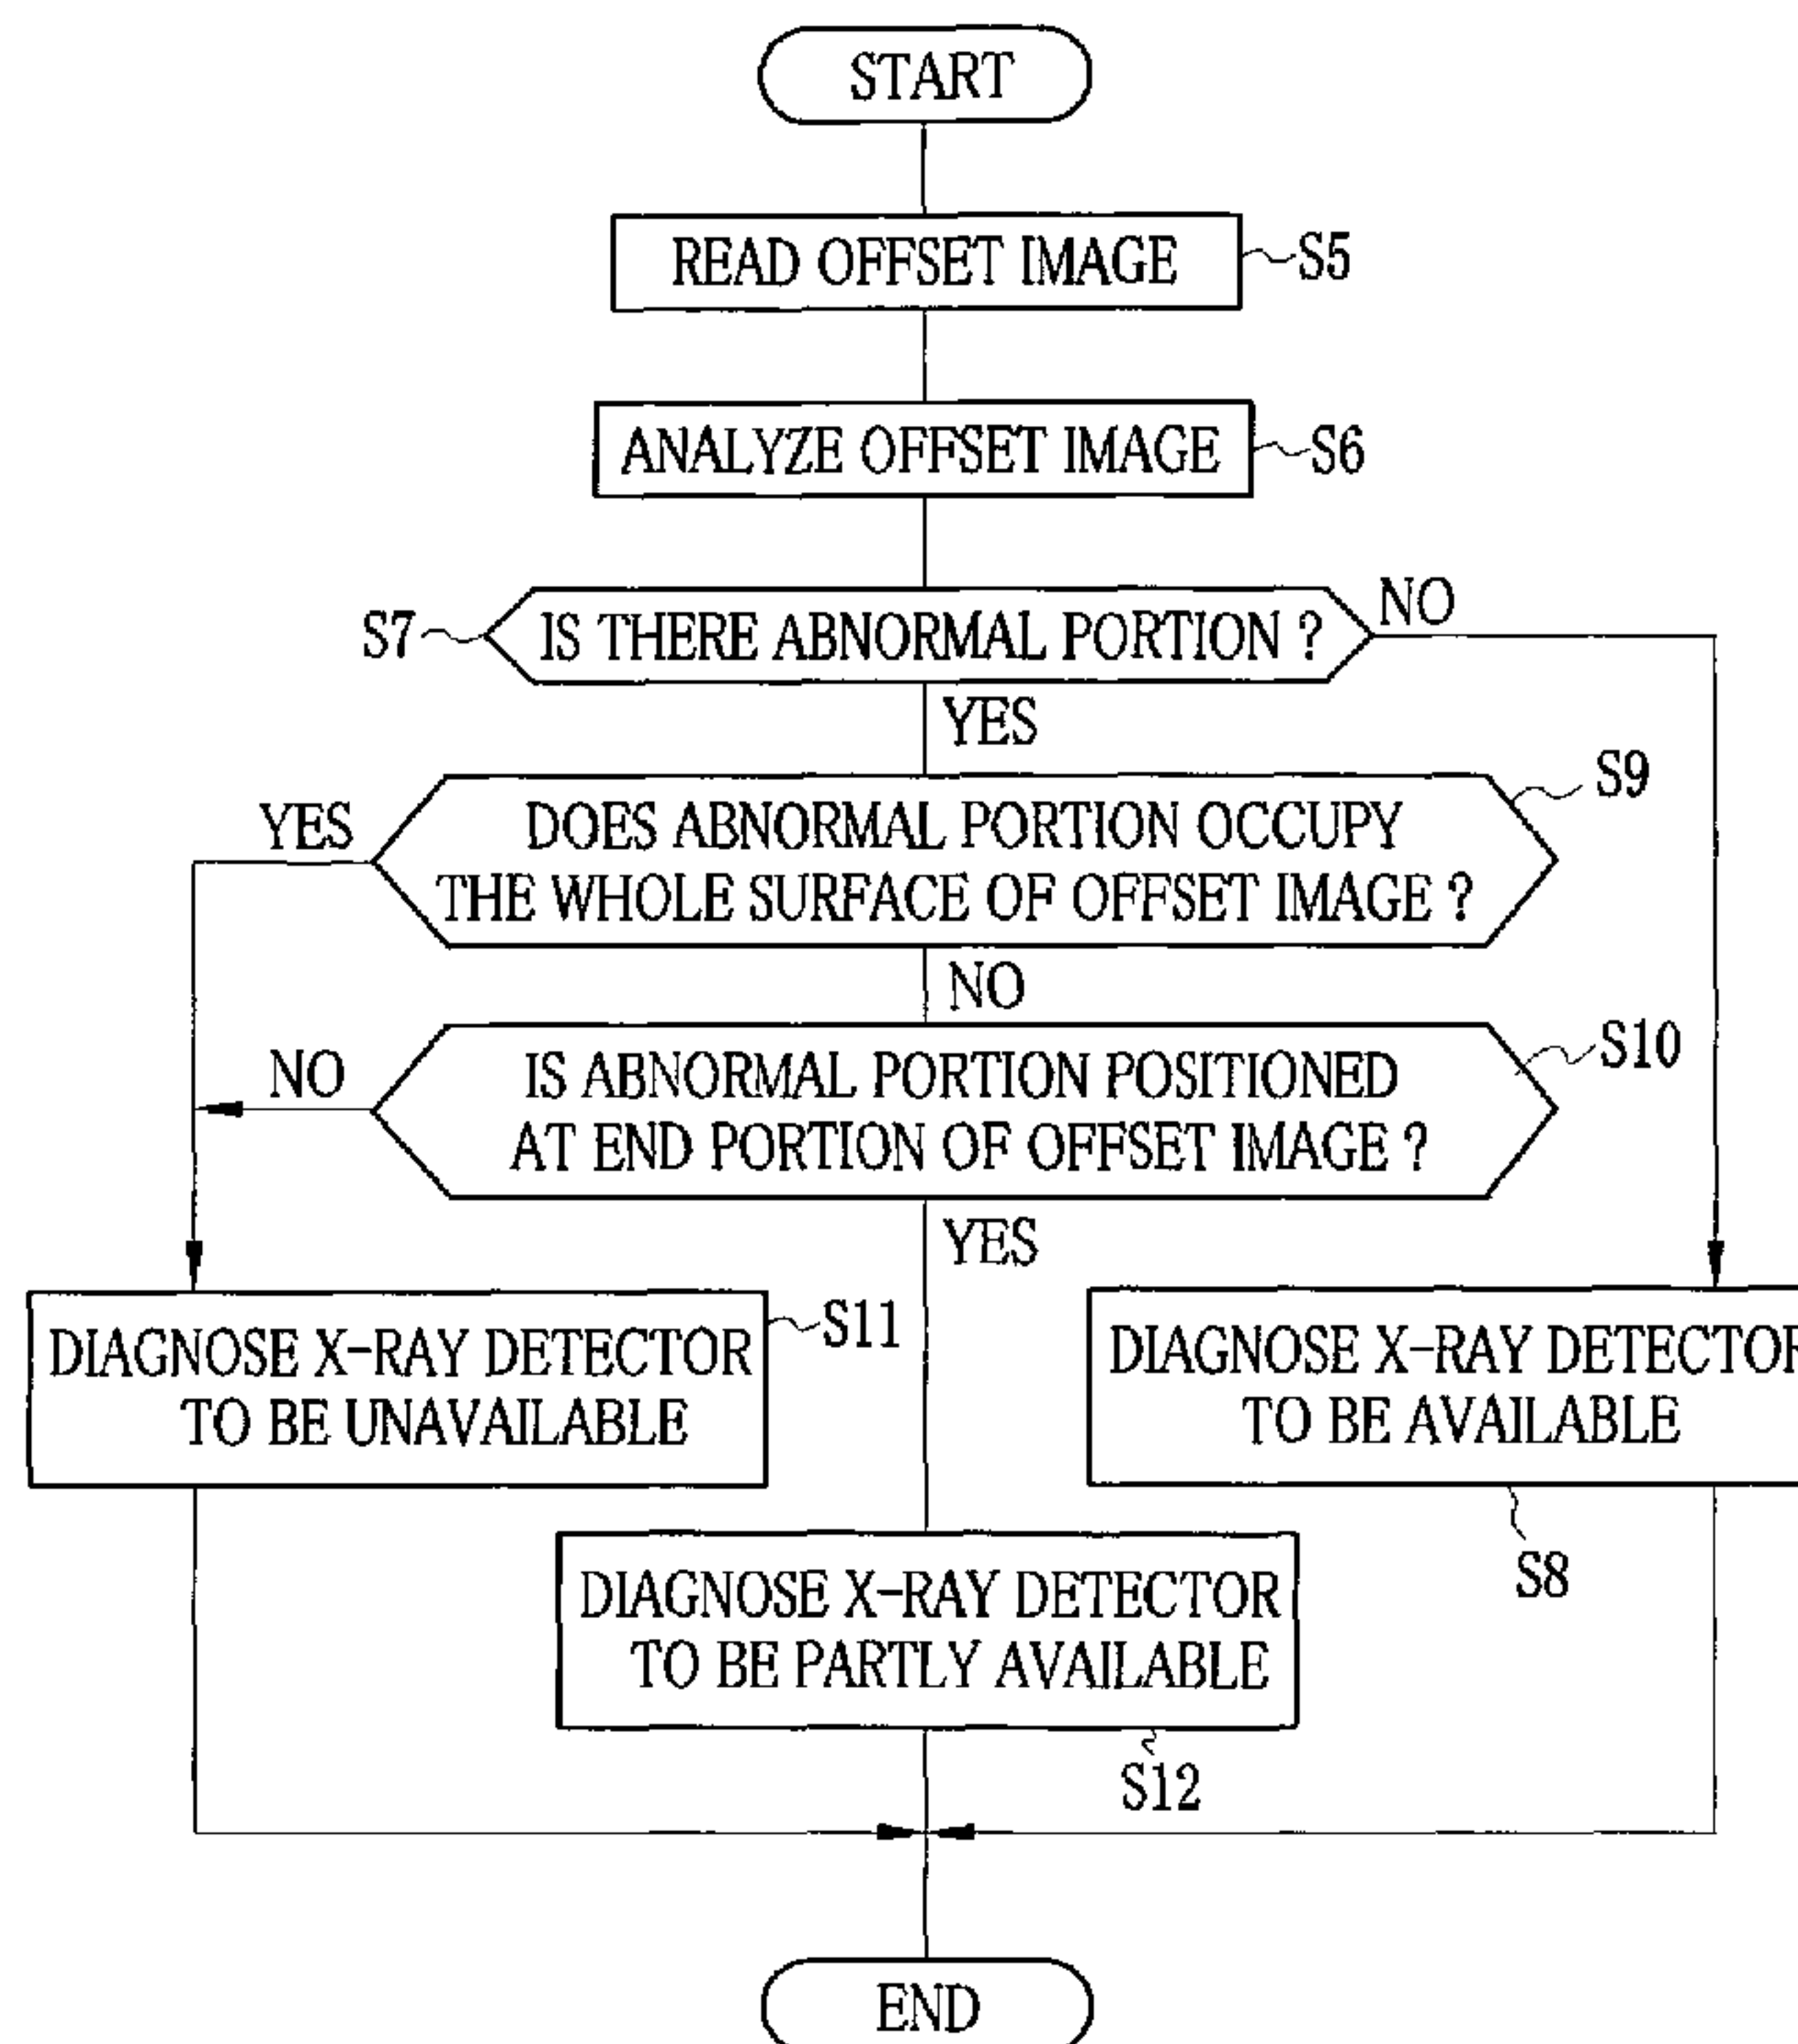 START
READ OFFSET IMAGE
S5
ANALYZE OFFSET IMAGE
S6
S7
IS THERE ABNORMAL PORTION ?
NO
YES
S9
YES
DOES ABNORMAL PORTION OCCUPY
THE WHOLE SURFACE OF OFFSET IMAGE ?
NO
S10
NO
IS ABNORMAL PORTION POSITIONED
AT END PORTION OF OFFSET IMAGE ?
YES
S11
DIAGNOSE X-RAY DETECTOR
TO BE UNAVAILABLE
DIAGNOSE X-RAY DETECTOR
TO BE AVAILABLE
S8
DIAGNOSE X-RAY DETECTOR
TO BE PARTLY AVAILABLE
S12
END